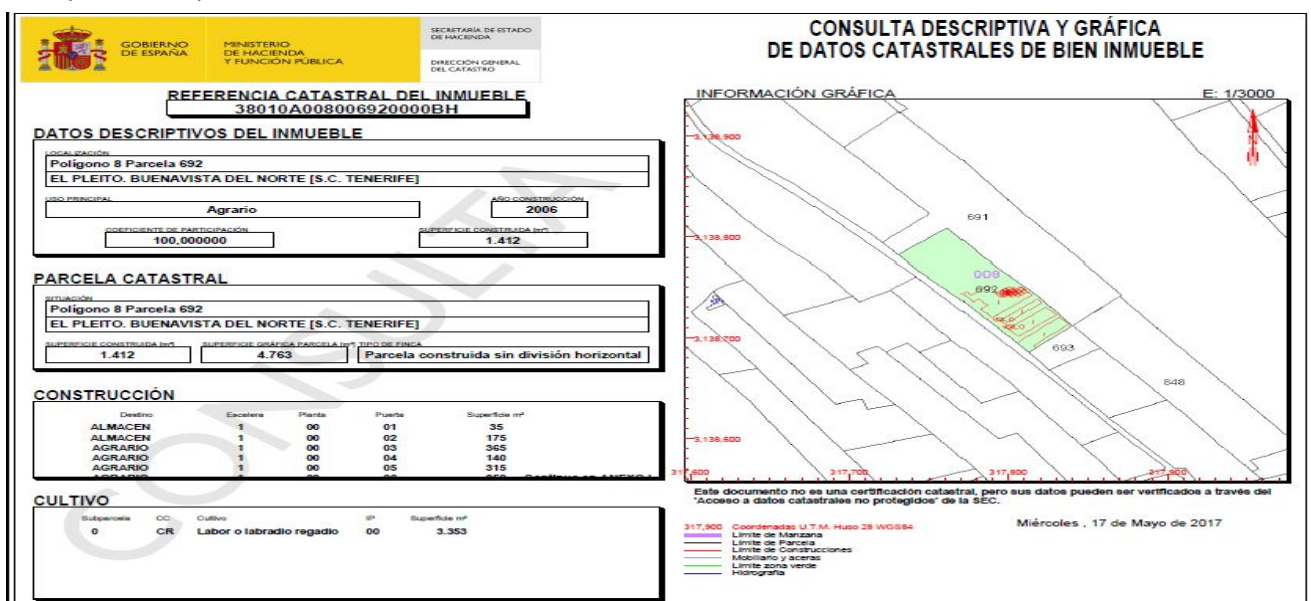 GOBIERNO
DE ESPAÑA
MINISTERIO
DE HACIENDA
Y FUNCIÓN PÚBLICA
SECRETARÍA DE ESTADO
DE HACIENDA
DIRECCIÓN GENERAL
DEL CATASTRO
CONSULTA DESCRIPTIVA Y GRÁFICA
DE DATOS CATASTRALES DE BIEN INMUEBLE
REFERENCIA CATASTRAL DEL INMUEBLE
38010A008006920000BH
DATOS DESCRIPTIVOS DEL INMUEBLE
LOCALIZACIÓN
Polígono 8 Parcela 692
EL PLEITO. BUENAVISTA DEL NORTE [S.C. TENERIFE]
USO PRINCIPAL
Agrario
AÑO CONSTRUCCIÓN
2006
COEFICIENTE DE PARTICIPACIÓN
100,000000
SUPERFICIE CONSTRUIDA [m²]
1.412
PARCELA CATASTRAL
SITUACIÓN
Polígono 8 Parcela 692
EL PLEITO. BUENAVISTA DEL NORTE [S.C. TENERIFE]
SUPERFICIE CONSTRUIDA [m²] SUPERFICIE GRÁFICA PARCELA [m²] TIPO DE FINCA
1.412 4.763 Parcela construida sin división horizontal
CONSTRUCCIÓN
Destino Escalera Planta Puerta Superficie m²
ALMACEN 1 00 01 35
ALMACEN 1 00 02 175
AGRARIO 1 00 03 365
AGRARIO 1 00 04 140
AGRARIO 1 00 05 315
CULTIVO
Subparcela CC Cultivo IP Superficie m²
0 CR Labor o labradío regadío 00 3.353
CONSULTA
INFORMACIÓN GRÁFICA E: 1/3000
3,138,900
691
3,138,800
008
692
3,138,700
693
848
3,138,600
317,600 317,700 317,800 317,900
Este documento no es una certificación catastral, pero sus datos pueden ser verificados a través del
"Acceso a datos catastrales no protegidos" de la SEC.
317,900 Coordenadas U.T.M. Huso 28 WGS84
Límite de Manzana
Límite de Parcela
Límite de Construcciones
Mobiliario y aceras
Límite zona verde
Hidrografía
Miércoles , 17 de Mayo de 2017